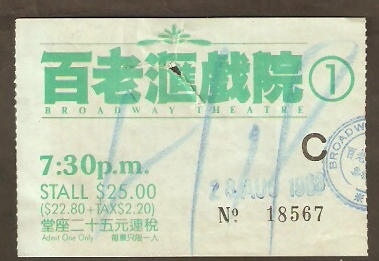 百老滙戲院 1
BROADWAY THEATRE
C
7:30p.m.
STALL $25.00
($22.80+TAX$2.20)
堂座二十五元連稅
Admit One Only 每票只限一人
Nº 18567
BROADW